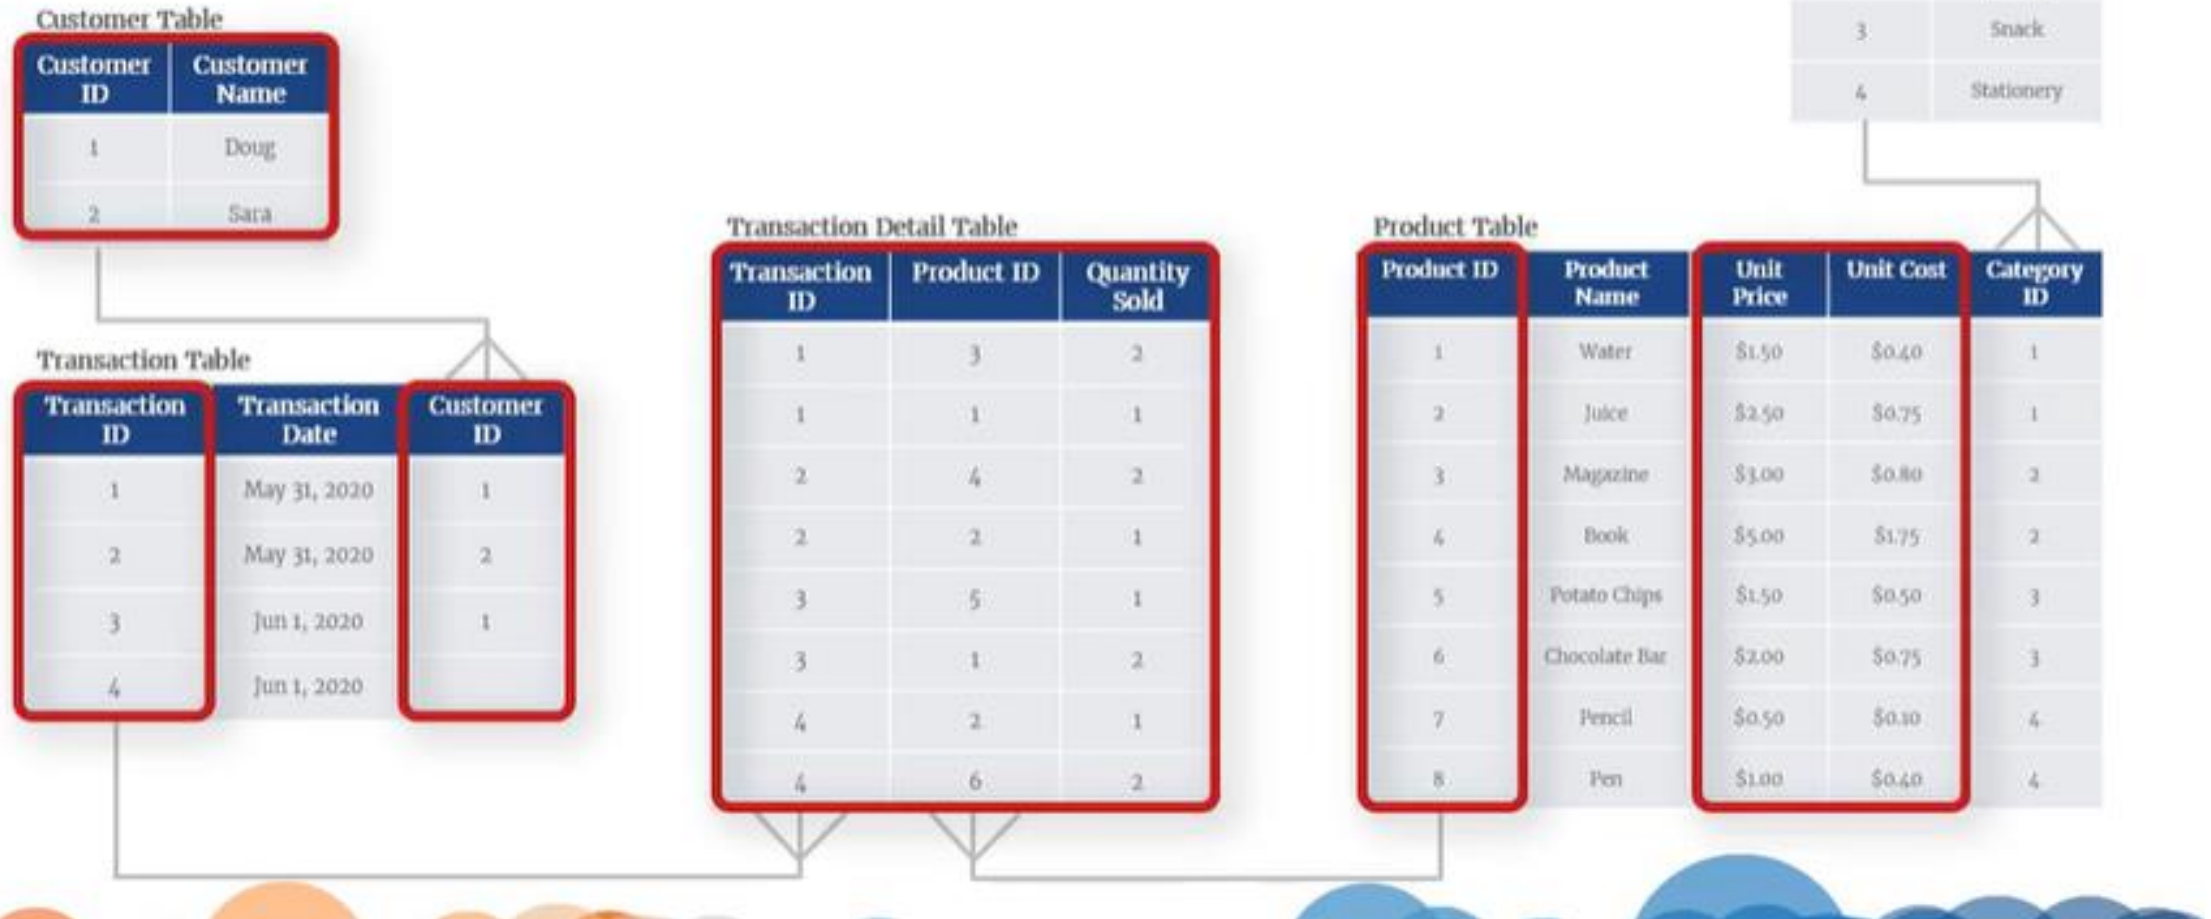 Customer Table
Customer ID Customer Name
1 Doug
2 Sara
Transaction Table
Transaction ID Transaction Date Customer ID
1 May 31, 2020 1
2 May 31, 2020 2
3 Jun 1, 2020 1
4 Jun 1, 2020
Transaction Detail Table
Transaction ID Product ID Quantity Sold
1 3 2
1 1 1
2 4 2
2 2 1
3 5 1
3 1 2
4 2 1
4 6 2
3 Snack
4 Stationery
Product Table
Product ID Product Name Unit Price Unit Cost Category ID
1 Water $1.50 $0.40 1
2 Juice $2.50 $0.75 1
3 Magazine $3.00 $0.80 2
4 Book $5.00 $1.75 2
5 Potato Chips $1.50 $0.50 3
6 Chocolate Bar $2.00 $0.75 3
7 Pencil $0.50 $0.10 4
8 Pen $1.00 $0.40 4